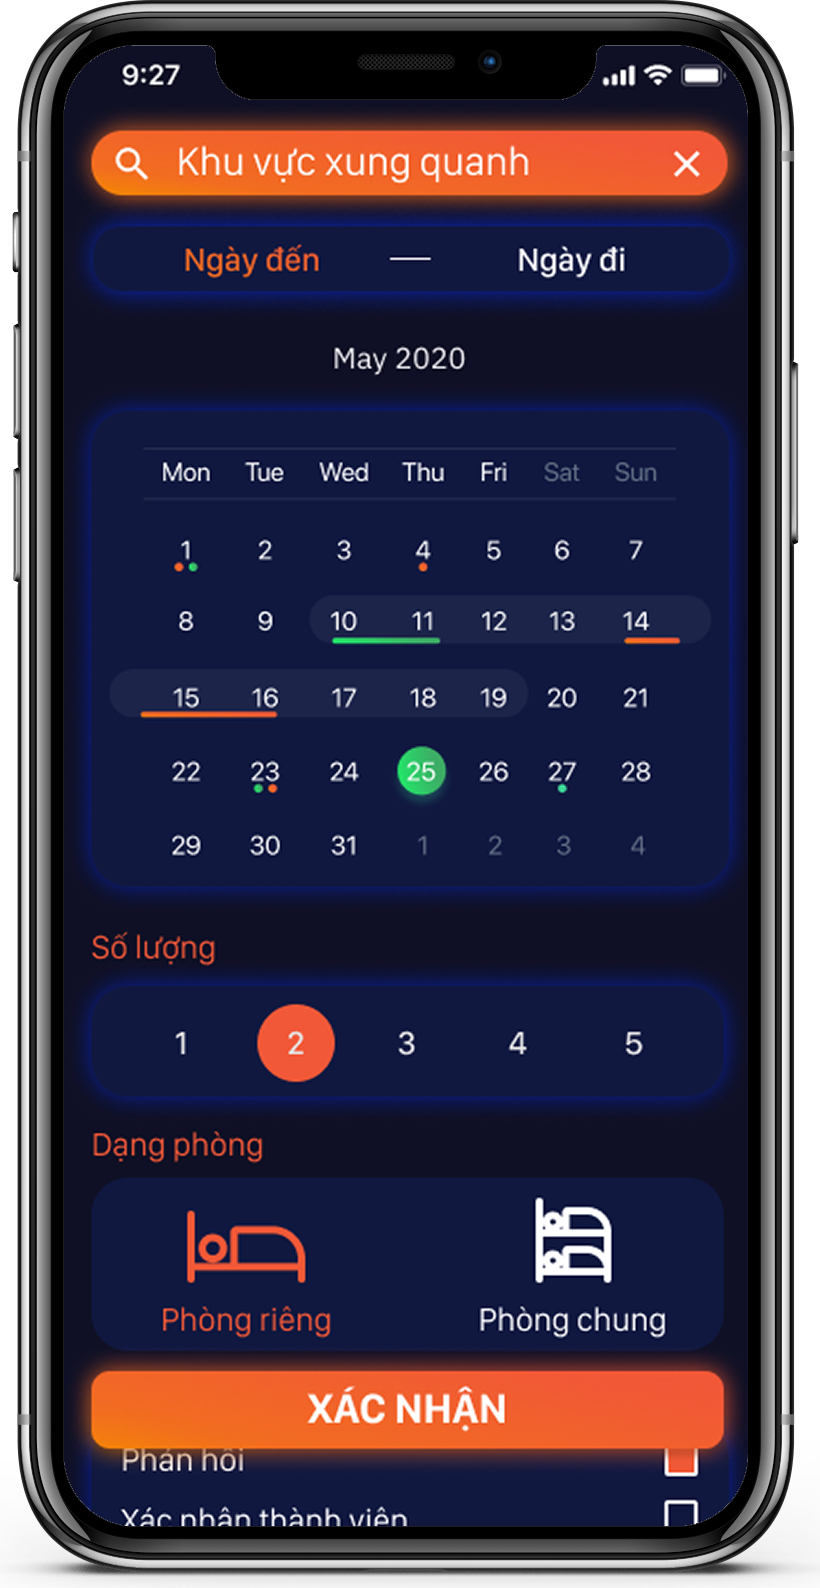 9:27
Khu vực xung quanh
Ngày đến — Ngày đi
May 2020
Mon Tue Wed Thu Fri Sat Sun
1 2 3 4 5 6 7
8 9 10 11 12 13 14
15 16 17 18 19 20 21
22 23 24 25 26 27 28
29 30 31 1 2 3 4
Số lượng
1 2 3 4 5
Dạng phòng
Phòng riêng Phòng chung
XÁC NHẬN
Phản hồi
Xác nhận thành viên